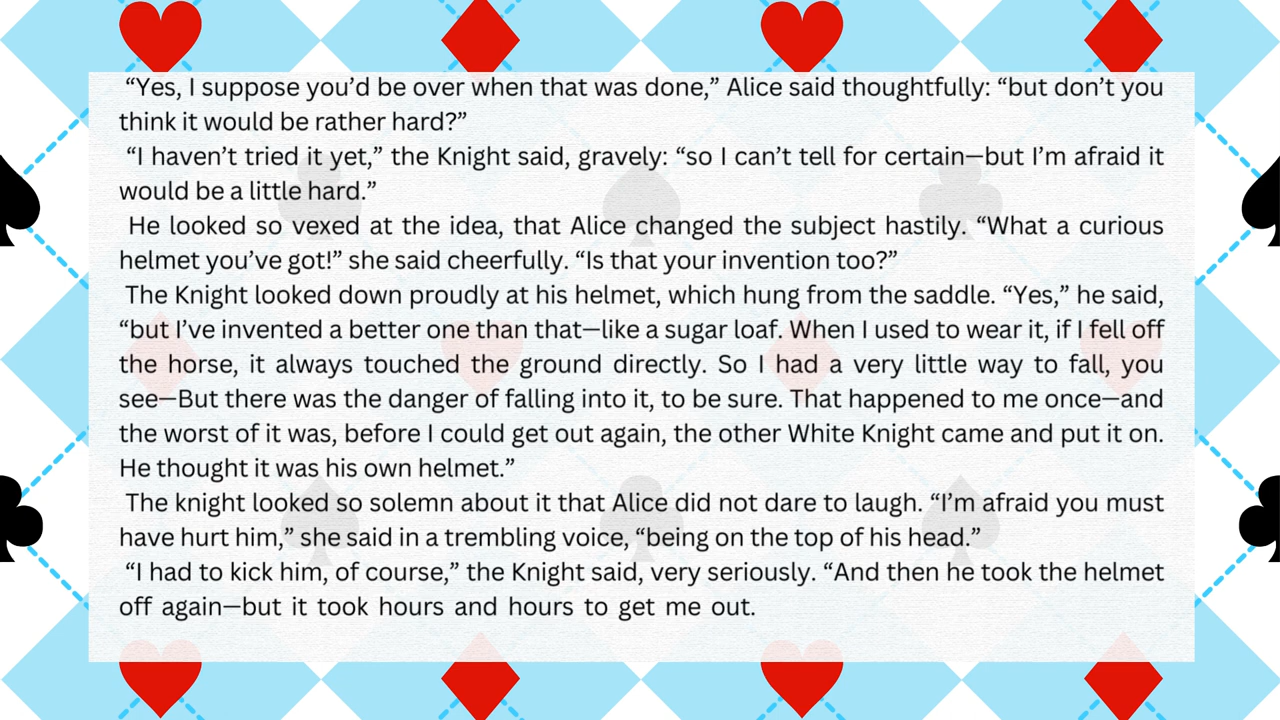 “Yes, I suppose you’d be over when that was done,” Alice said thoughtfully: “but don’t you
think it would be rather hard?”
“I haven’t tried it yet,” the Knight said, gravely: “so I can’t tell for certain—but I’m afraid it
would be a little hard.”
He looked so vexed at the idea, that Alice changed the subject hastily. “What a curious
helmet you’ve got!” she said cheerfully. “Is that your invention too?”
The Knight looked down proudly at his helmet, which hung from the saddle. “Yes,” he said,
“but I’ve invented a better one than that—like a sugar loaf. When I used to wear it, if I fell off
the horse, it always touched the ground directly. So I had a very little way to fall, you
see—But there was the danger of falling into it, to be sure. That happened to me once—and
the worst of it was, before I could get out again, the other White Knight came and put it on.
He thought it was his own helmet.”
The knight looked so solemn about it that Alice did not dare to laugh. “I’m afraid you must
have hurt him,” she said in a trembling voice, “being on the top of his head.”
“I had to kick him, of course,” the Knight said, very seriously. “And then he took the helmet
off again—but it took hours and hours to get me out.